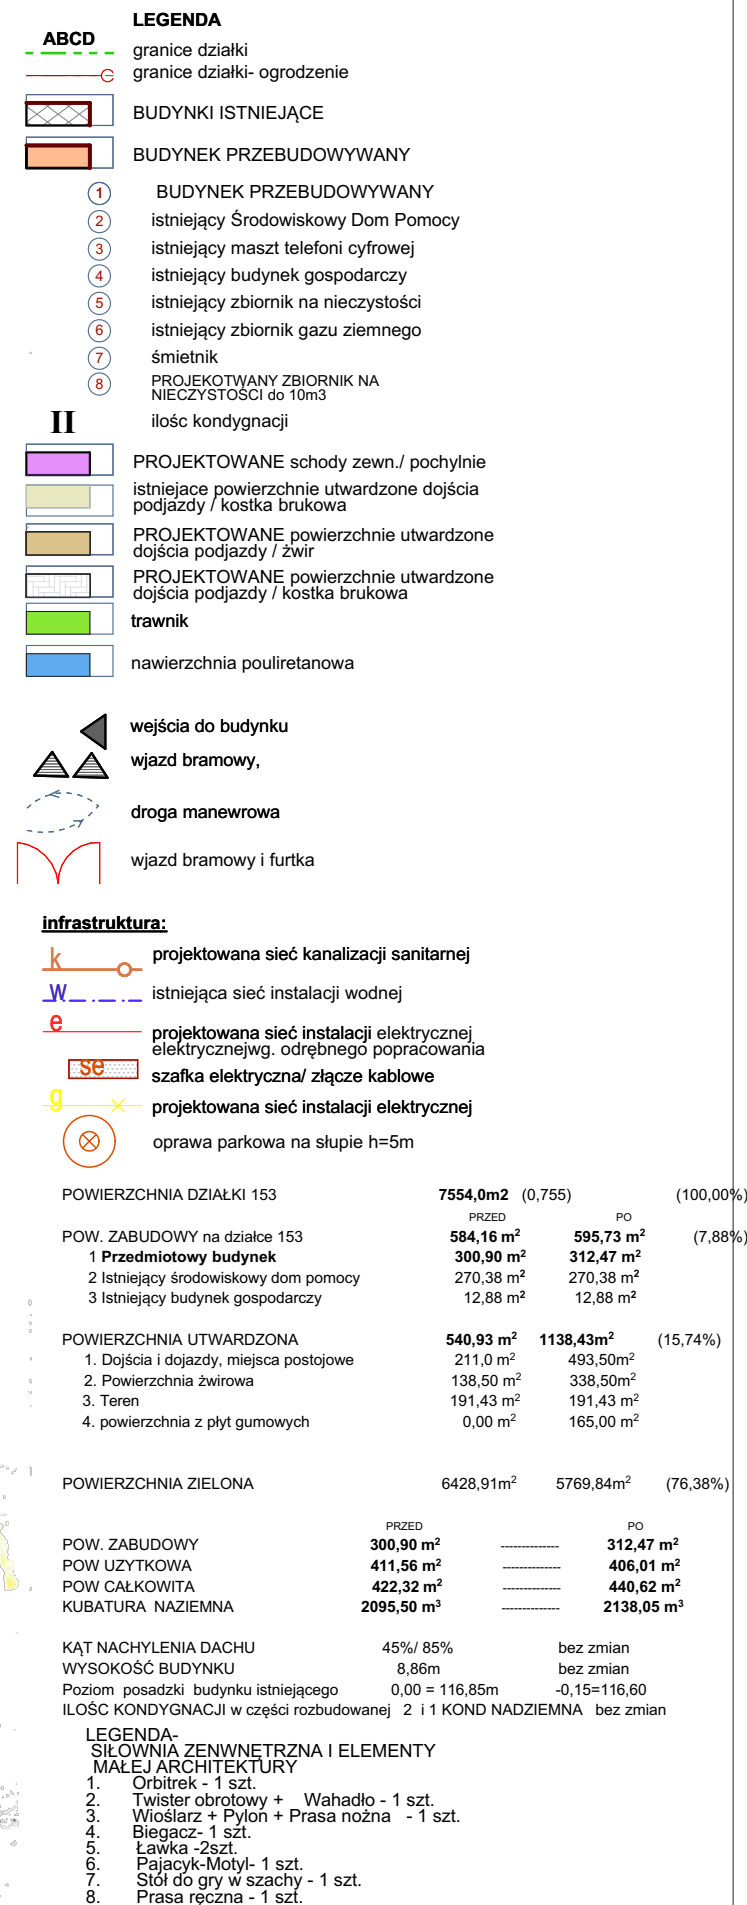 LEGENDA
ABCD
granice działki
granice działki- ogrodzenie
BUDYNKI ISTNIEJĄCE
BUDYNEK PRZEBUDOWYWANY
1 BUDYNEK PRZEBUDOWYWANY
2 istniejący Środowiskowy Dom Pomocy
3 istniejący maszt telefoni cyfrowej
4 istniejący budynek gospodarczy
5 istniejący zbiornik na nieczystości
6 istniejący zbiornik gazu ziemnego
7 śmietnik
8 PROJEKOTWANY ZBIORNIK NA
NIECZYSTOŚCI do 10m3
II ilośc kondygnacji
PROJEKTOWANE schody zewn./ pochylnie
istniejace powierzchnie utwardzone dojścia
podjazdy / kostka brukowa
PROJEKTOWANE powierzchnie utwardzone
dojścia podjazdy / żwir
PROJEKTOWANE powierzchnie utwardzone
dojścia podjazdy / kostka brukowa
trawnik
nawierzchnia pouliretanowa
wejścia do budynku
wjazd bramowy,
droga manewrowa
wjazd bramowy i furtka
infrastruktura:
k projektowana sieć kanalizacji sanitarnej
w istniejąca sieć instalacji wodnej
e projektowana sieć instalacji elektrycznej
elektrycznejwg. odrębnego popracowania
se szafka elektryczna/ złącze kablowe
g projektowana sieć instalacji elektrycznej
oprawa parkowa na słupie h=5m
POWIERZCHNIA DZIAŁKI 153 7554,0m2 (0,755) (100,00%)
PRZED PO
POW. ZABUDOWY na działce 153 584,16 m² 595,73 m² (7,88%)
1 Przedmiotowy budynek 300,90 m² 312,47 m²
2 Istniejący środowiskowy dom pomocy 270,38 m² 270,38 m²
3 Istniejący budynek gospodarczy 12,88 m² 12,88 m²
POWIERZCHNIA UTWARDZONA 540,93 m² 1138,43m² (15,74%)
1. Dojścia i dojazdy, miejsca postojowe 211,0 m² 493,50m²
2. Powierzchnia żwirowa 138,50 m² 338,50m²
3. Teren 191,43 m² 191,43 m²
4. powierzchnia z płyt gumowych 0,00 m² 165,00 m²
POWIERZCHNIA ZIELONA 6428,91m² 5769,84m² (76,38%)
PRZED PO
POW. ZABUDOWY 300,90 m² -------------- 312,47 m²
POW UZYTKOWA 411,56 m² -------------- 406,01 m²
POW CAŁKOWITA 422,32 m² -------------- 440,62 m²
KUBATURA NAZIEMNA 2095,50 m³ -------------- 2138,05 m³
KĄT NACHYLENIA DACHU 45%/ 85% bez zmian
WYSOKOŚĆ BUDYNKU 8,86m bez zmian
Poziom posadzki budynku istniejącego 0,00 = 116,85m -0,15=116,60
ILOŚC KONDYGNACJI w części rozbudowanej 2 i 1 KOND NADZIEMNA bez zmian
LEGENDA-
SIŁOWNIA ZENWNĘTRZNA I ELEMENTY
MAŁEJ ARCHITEKTURY
1. Orbitrek - 1 szt.
2. Twister obrotowy + Wahadło - 1 szt.
3. Wioślarz + Pylon + Prasa nożna - 1 szt.
4. Biegacz- 1 szt.
5. Ławka -2szt.
6. Pajacyk-Motyl- 1 szt.
7. Stół do gry w szachy - 1 szt.
8. Prasa ręczna - 1 szt.